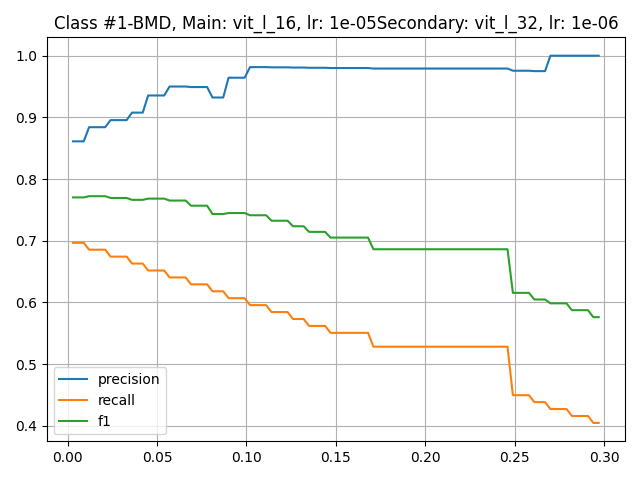 Class #1-BMD, Main: vit_l_16, lr: 1e-05Secondary: vit_l_32, lr: 1e-06
1.0
0.9
0.8
0.7
0.6
0.5
0.4
precision
recall
f1
0.00 0.05 0.10 0.15 0.20 0.25 0.30